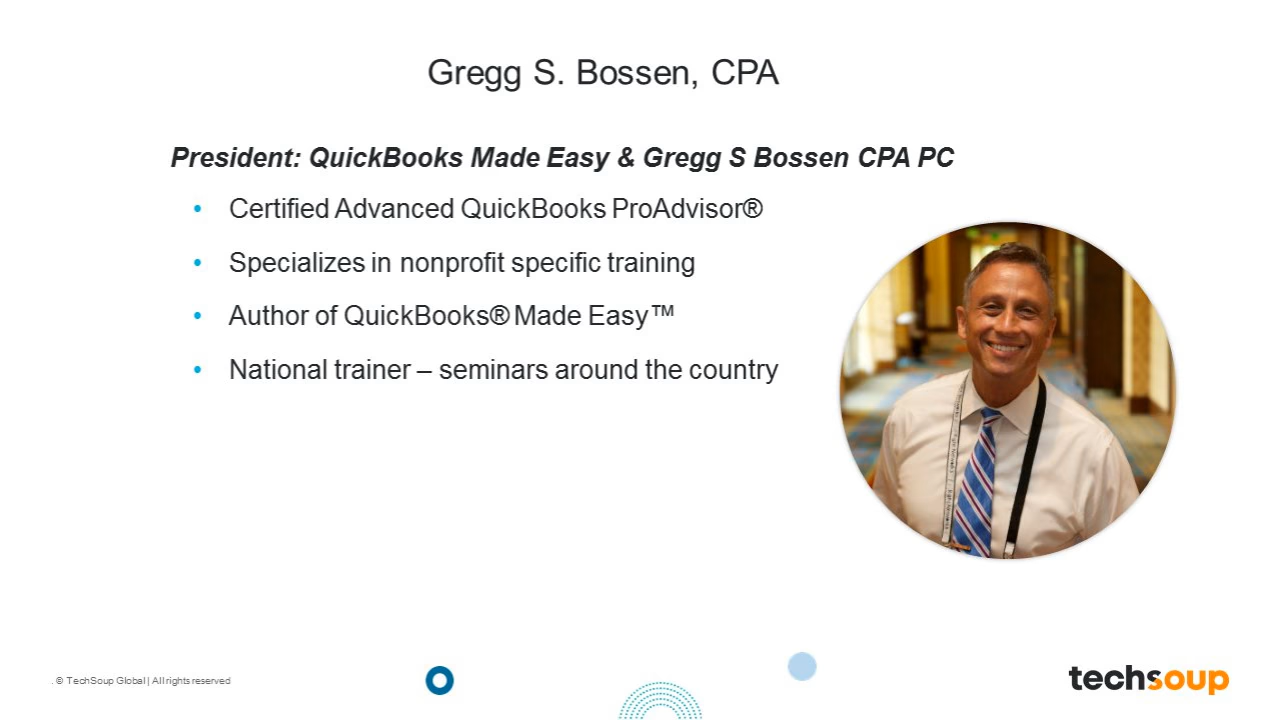 Gregg S. Bossen, CPA
President: QuickBooks Made Easy & Gregg S Bossen CPA PC
• Certified Advanced QuickBooks ProAdvisor®
• Specializes in nonprofit specific training
• Author of QuickBooks® Made Easy™
• National trainer – seminars around the country
. © TechSoup Global | All rights reserved
techsoup